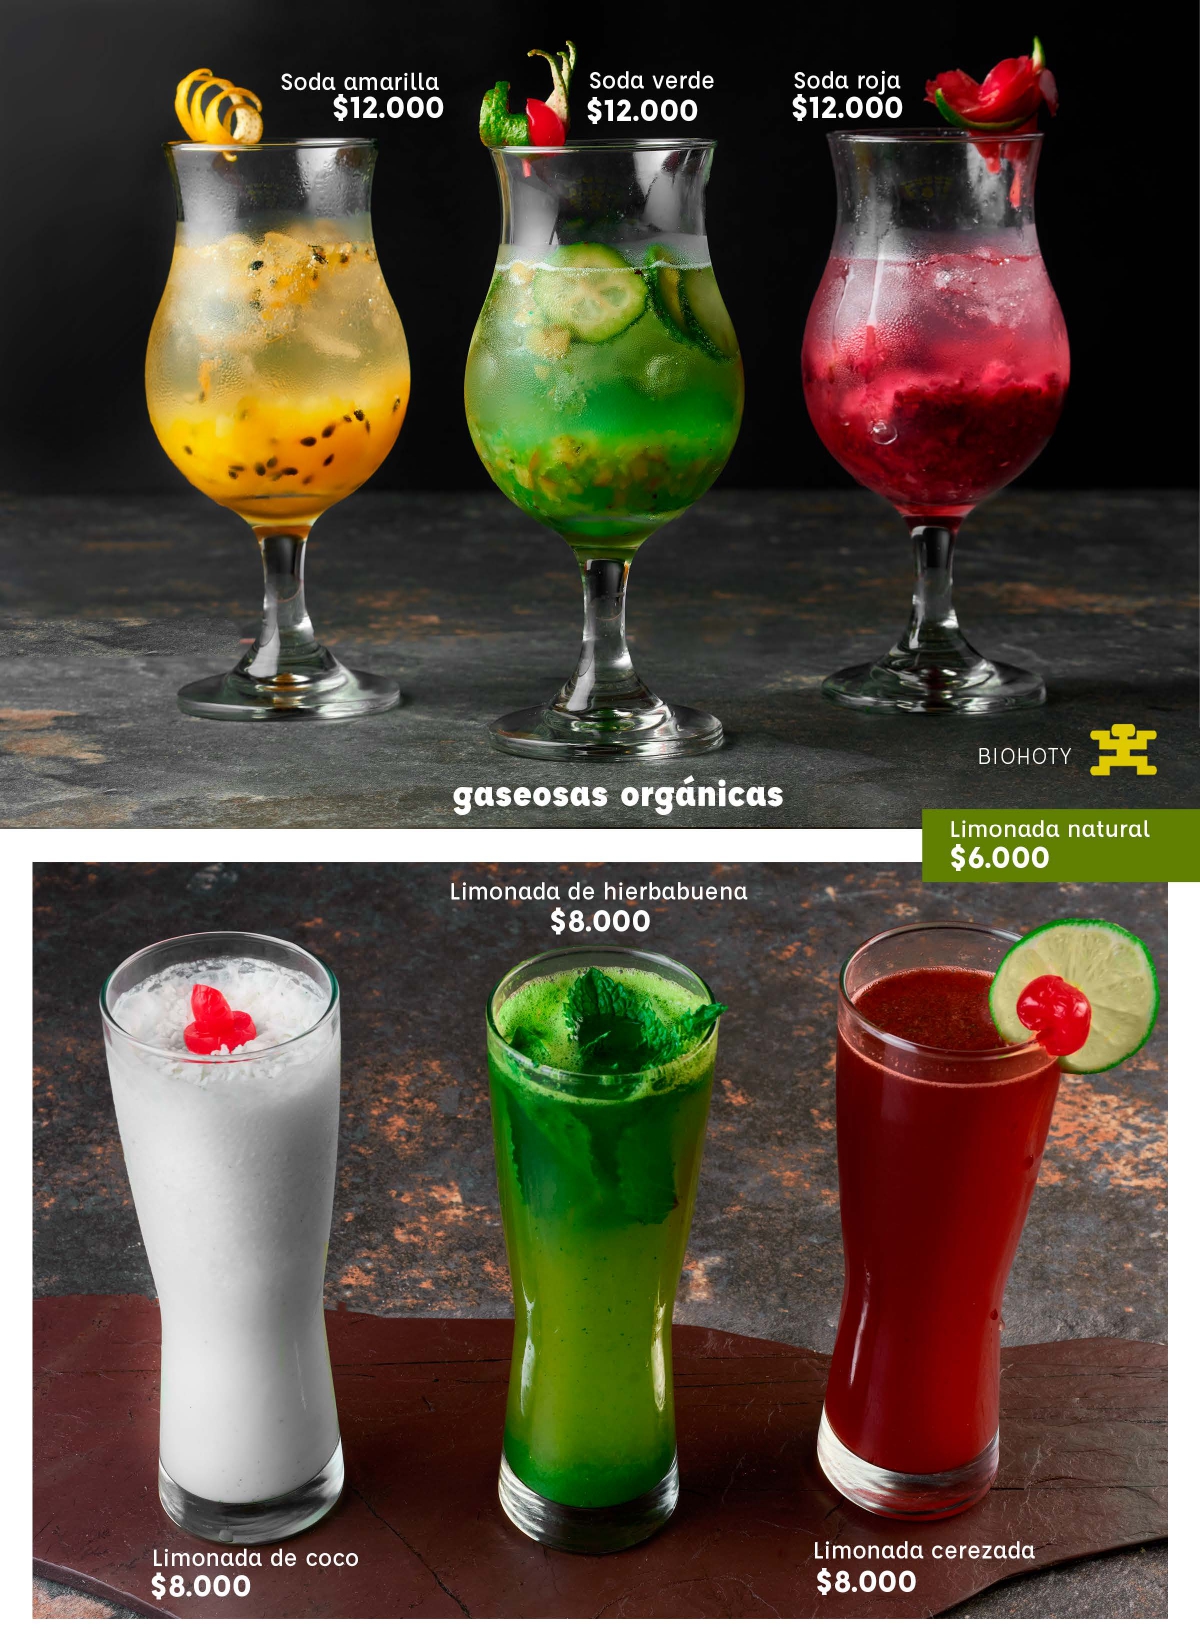 Soda amarilla
$12.000
Soda verde
$12.000
Soda roja
$12.000
BIOHOTY
gaseosas orgánicas
Limonada natural
$6.000
Limonada de hierbabuena
$8.000
Limonada de coco
$8.000
Limonada cerezada
$8.000